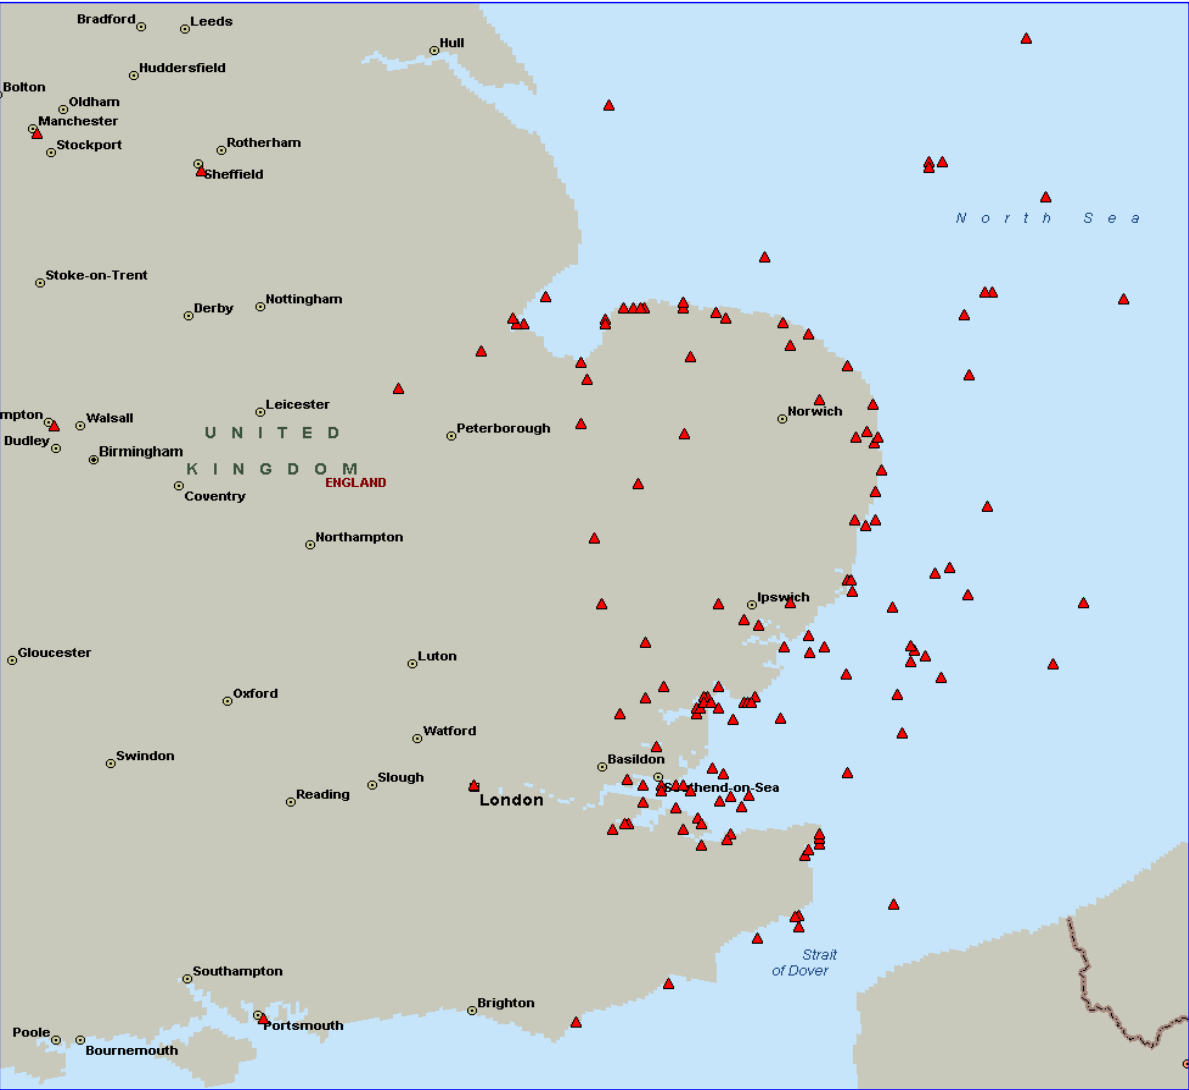 Bradford
Leeds
Hull
Huddersfield
Bolton
Oldham
Manchester
Stockport
Rotherham
Sheffield
North Sea
Stoke-on-Trent
Nottingham
Derby
Leicester
mpton
Walsall
Norwich
Peterborough
UNITED
Dudley
Birmingham
KINGDOM
ENGLAND
Coventry
Northampton
Ipswich
Gloucester
Luton
Oxford
Watford
Swindon
Basildon
Slough
Southend-on-Sea
Reading
London
Strait
of Dover
Southampton
Brighton
Portsmouth
Poole
Bournemouth